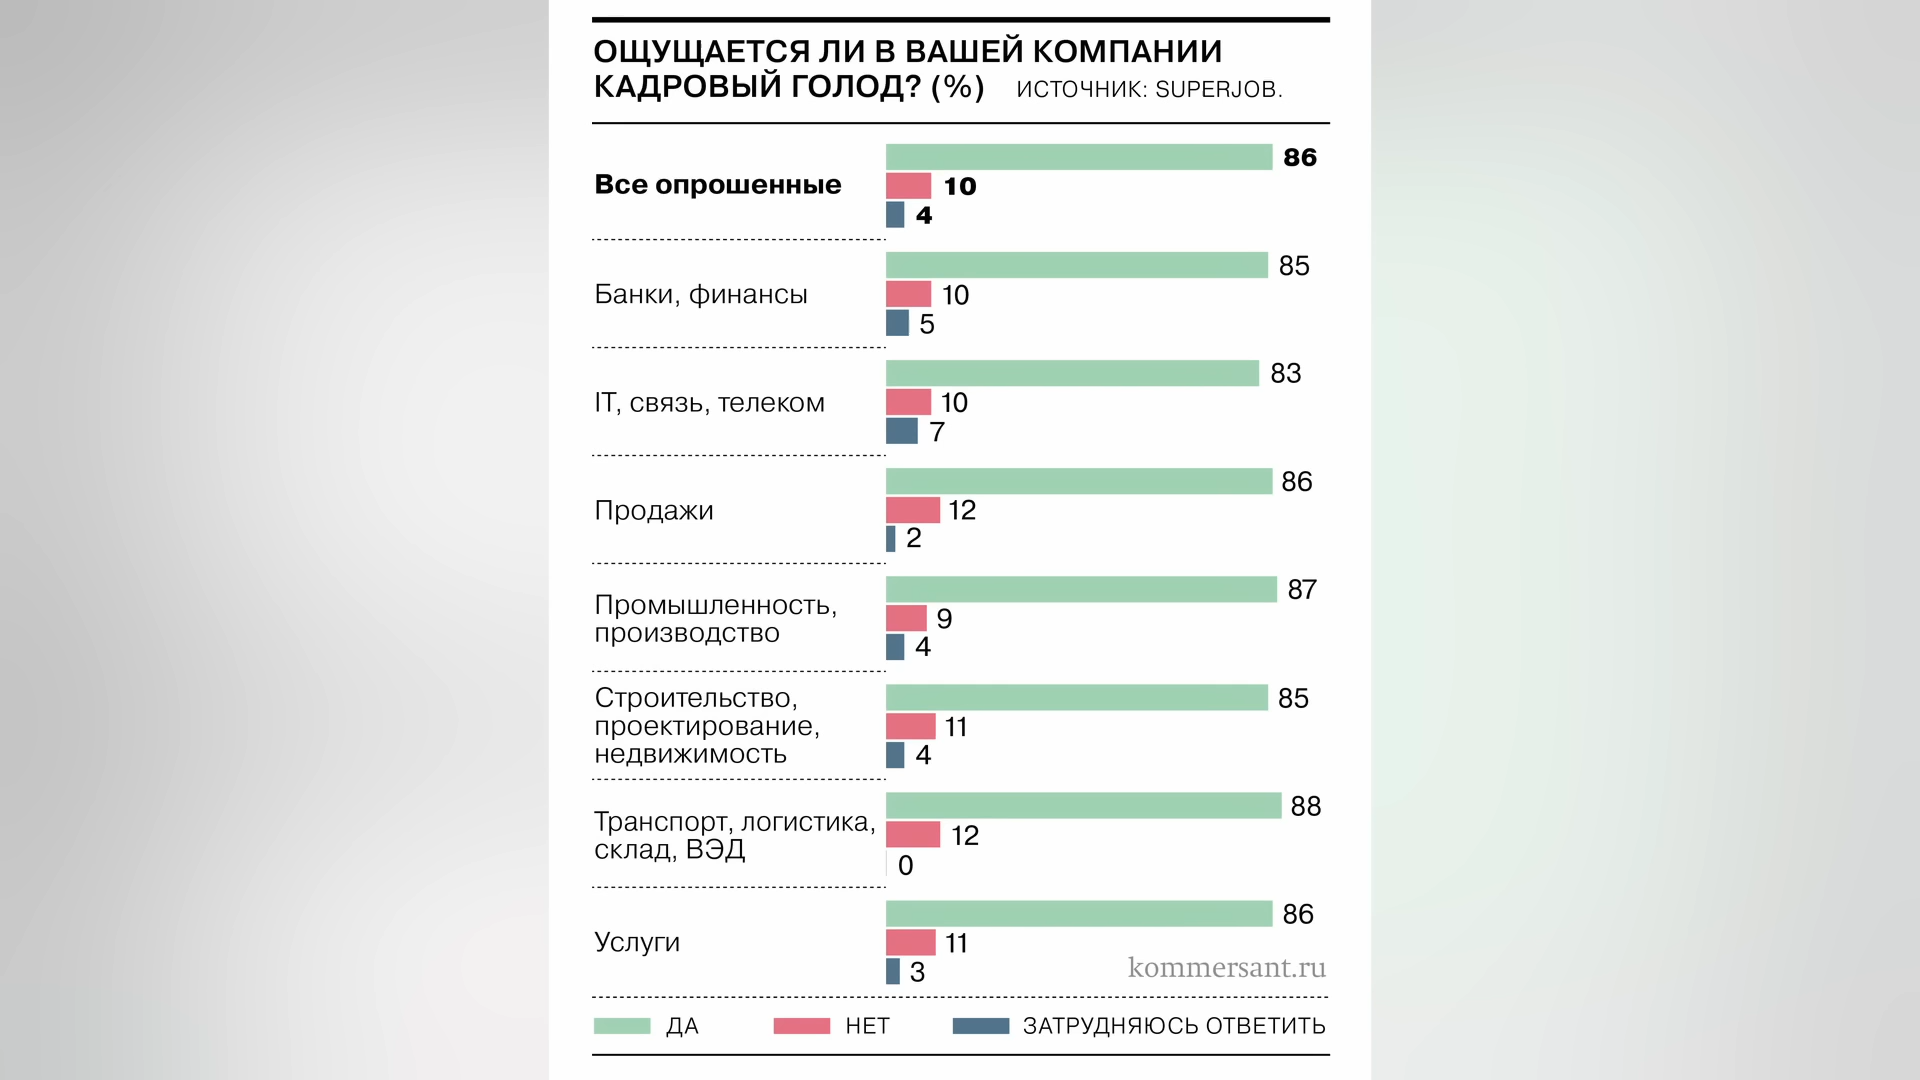 ОЩУЩАЕТСЯ ЛИ В ВАШЕЙ КОМПАНИИ
КАДРОВЫЙ ГОЛОД? (%) ИСТОЧНИК: SUPERJOB.
Все опрошенные
86
10
4
Банки, финансы
85
10
5
IT, связь, телеком
83
10
7
Продажи
86
12
2
Промышленность,
производство
87
9
4
Строительство,
проектирование,
недвижимость
85
11
4
Транспорт, логистика,
склад, ВЭД
88
12
0
Услуги
86
11
3
kommersant.ru
ДА НЕТ ЗАТРУДНЯЮСЬ ОТВЕТИТЬ